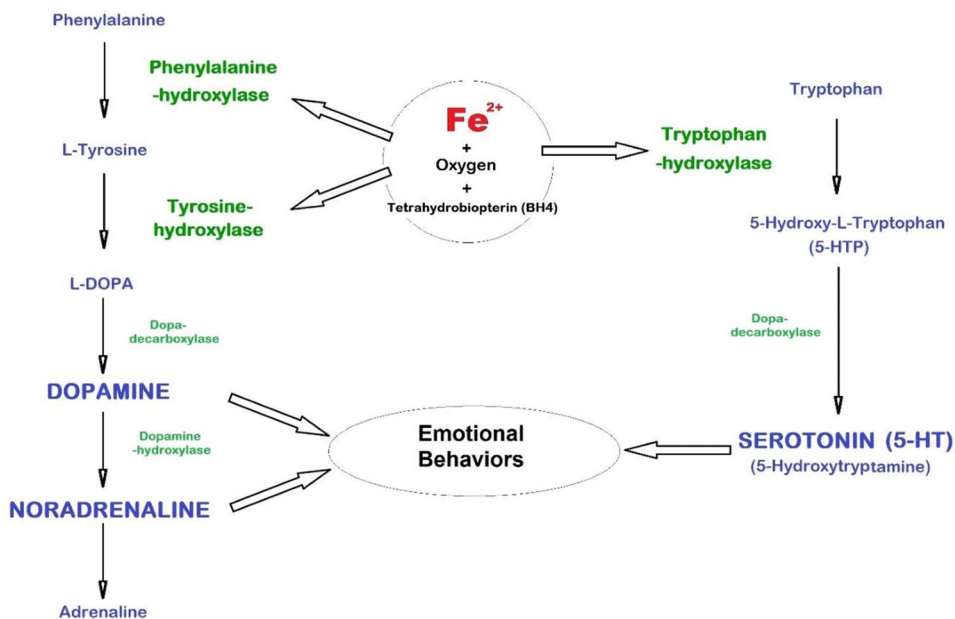 Phenylalanine
Phenylalanine
-hydroxylase
L-Tyrosine
Tyrosine-
hydroxylase
L-DOPA
Dopa-
decarboxylase
DOPAMINE
Dopamine
-hydroxylase
NORADRENALINE
Adrenaline
Fe2+
+
Oxygen
+
Tetrahydrobiopterin (BH4)
Emotional
Behaviors
Tryptophan
Tryptophan
-hydroxylase
5-Hydroxy-L-Tryptophan
(5-HTP)
Dopa-
decarboxylase
SEROTONIN (5-HT)
(5-Hydroxytryptamine)